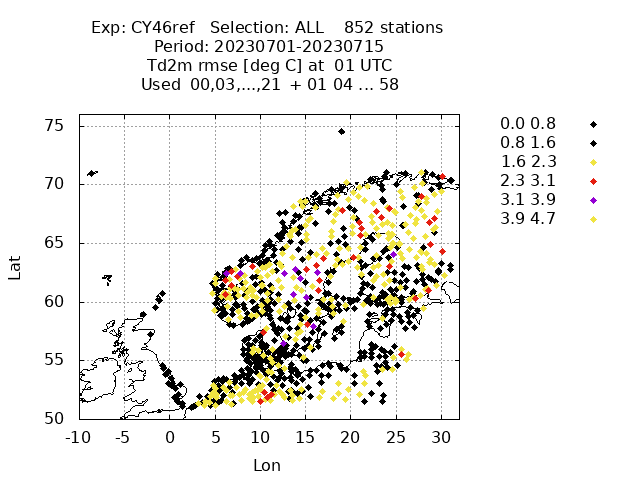 Exp: CY46ref   Selection: ALL    852 stations
Period: 20230701-20230715
Td2m rmse [deg C] at  01 UTC
Used  00,03,...,21  + 01 04 ... 58
0.0 0.8
0.8 1.6
1.6 2.3
2.3 3.1
3.1 3.9
3.9 4.7
Lat
75
70
65
60
55
50
-10 -5 0 5 10 15 20 25 30
Lon